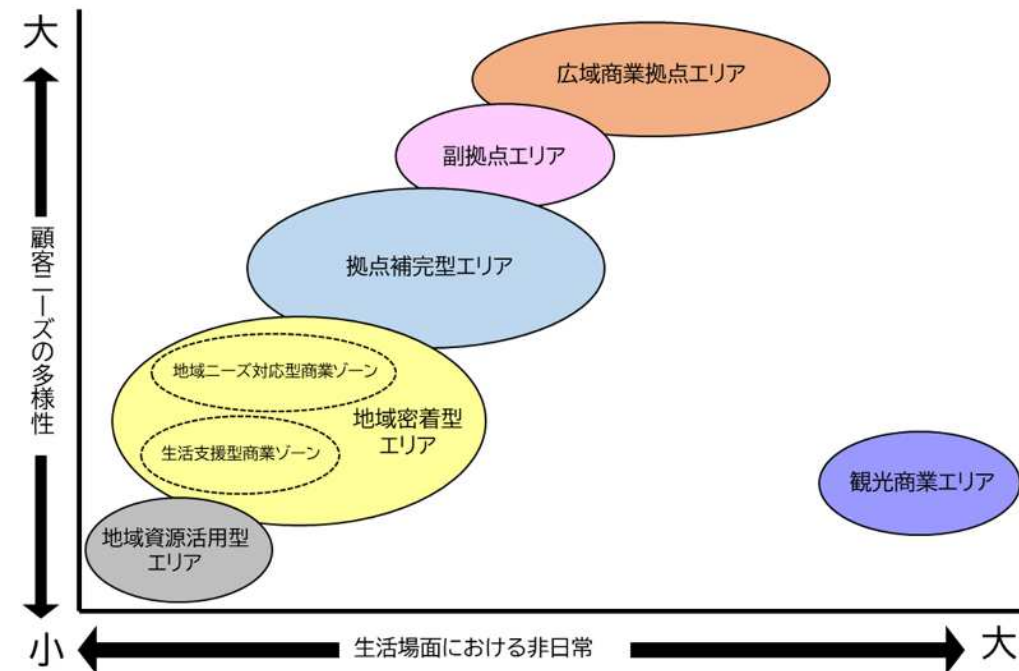 大
広域商業拠点エリア
副拠点エリア
顧客ニーズの多様性
拠点補完型エリア
地域ニーズ対応型商業ゾーン
地域密着型
エリア
生活支援型商業ゾーン
観光商業エリア
地域資源活用型
エリア
小
生活場面における非日常
大